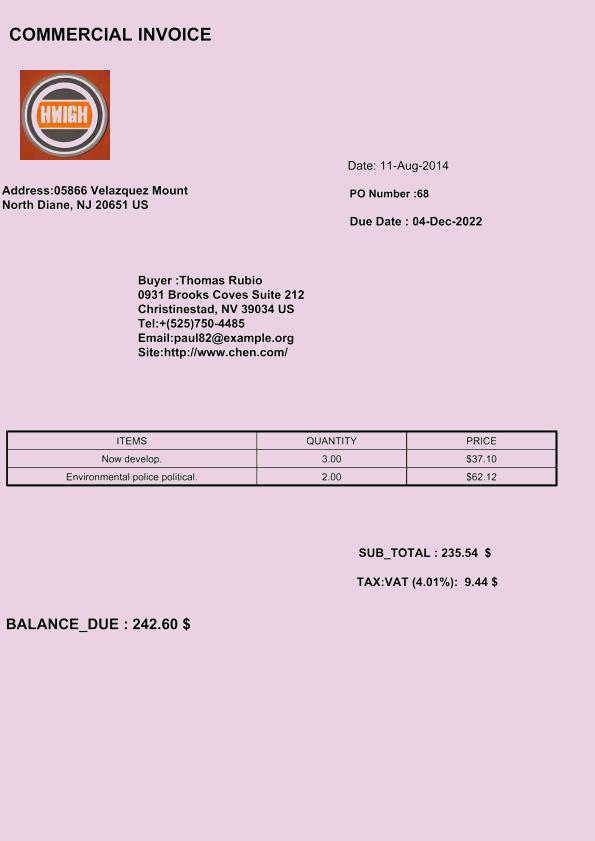 COMMERCIAL INVOICE
HWIGH
Date: 11-Aug-2014
Address:05866 Velazquez Mount
North Diane, NJ 20651 US
PO Number :68
Due Date : 04-Dec-2022
Buyer :Thomas Rubio
0931 Brooks Coves Suite 212
Christinestad, NV 39034 US
Tel:+(525)750-4485
Email:paul82@example.org
Site:http://www.chen.com/
ITEMS QUANTITY PRICE
Now develop. 3.00 $37.10
Environmental police political. 2.00 $62.12
SUB_TOTAL : 235.54 $
TAX:VAT (4.01%): 9.44 $
BALANCE_DUE : 242.60 $